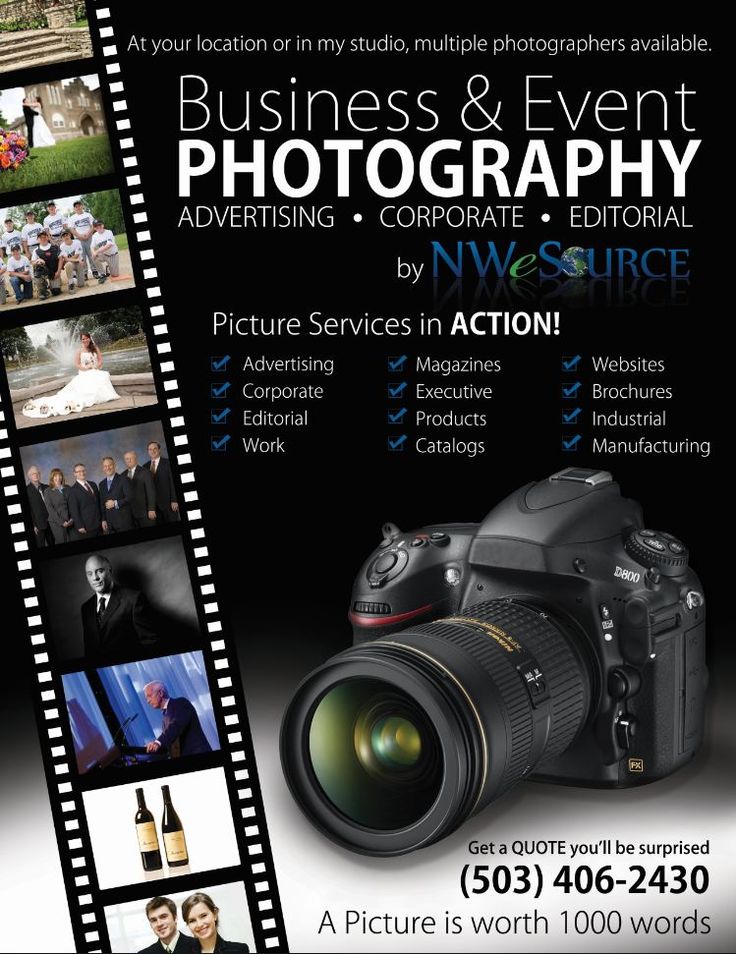 At your location or in my studio, multiple photographers available.
Business & Event
PHOTOGRAPHY
ADVERTISING • CORPORATE • EDITORIAL
by NWeSOURCE
Picture Services in ACTION!
Advertising Magazines Websites
Corporate Executive Brochures
Editorial Products Industrial
Work Catalogs Manufacturing
D800
FX
Get a QUOTE you'll be surprised
(503) 406-2430
A Picture is worth 1000 words